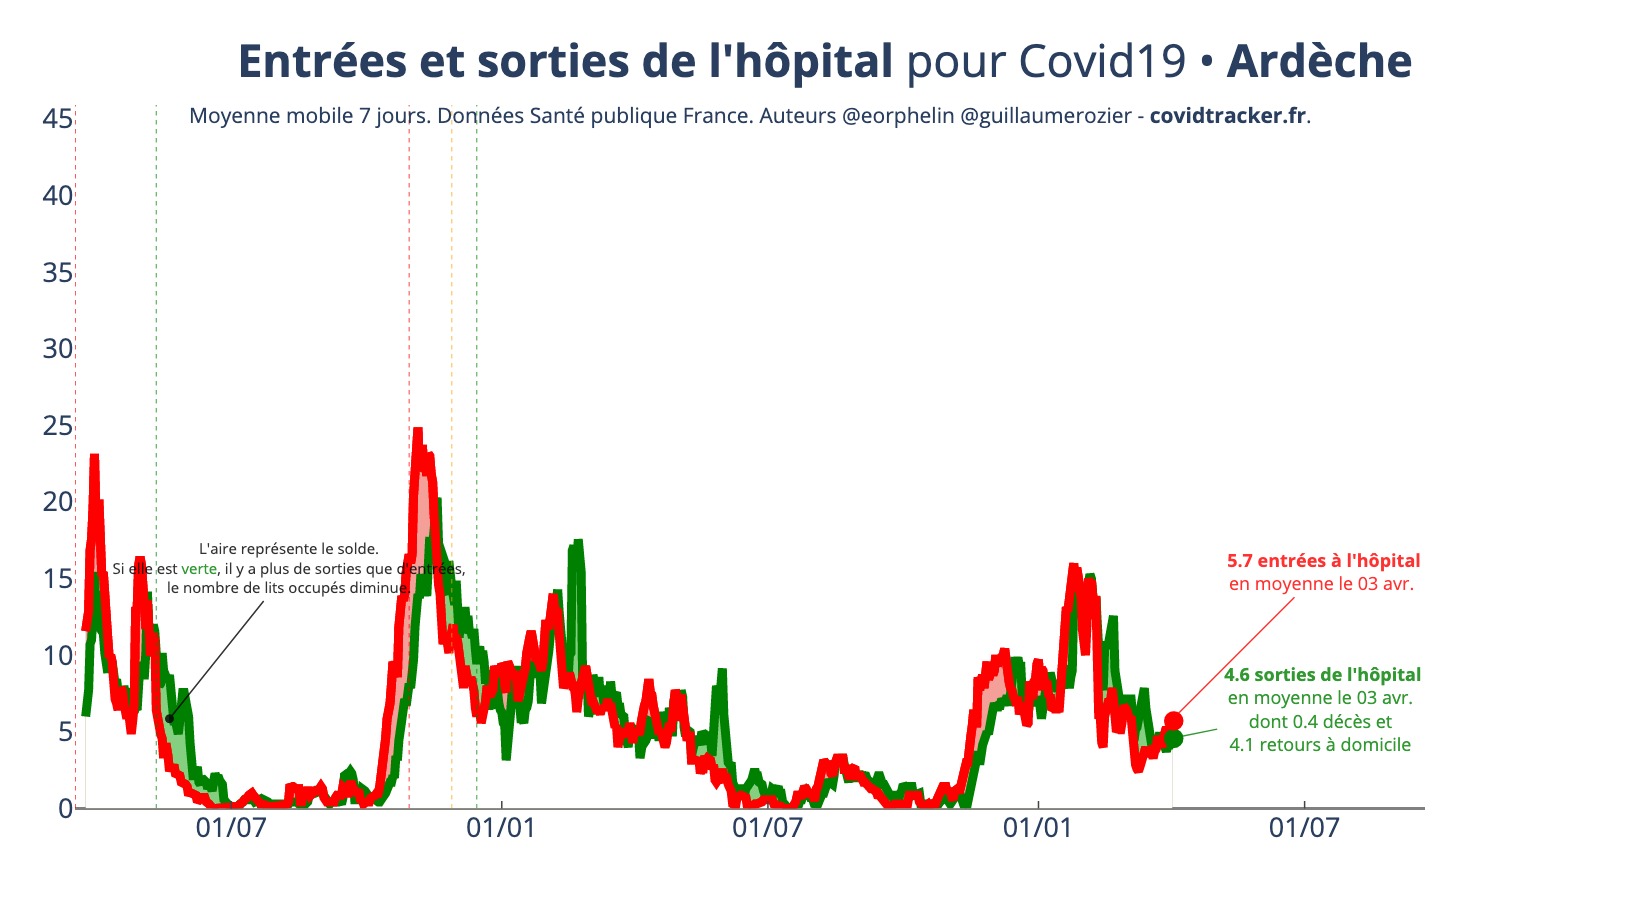 Entrées et sorties de l'hôpital pour Covid19 • Ardèche
Moyenne mobile 7 jours. Données Santé publique France. Auteurs @eorphelin @guillaumerozier - covidtracker.fr.
45
40
35
30
25
20
15
10
5
0
L'aire représente le solde.
Si elle est verte, il y a plus de sorties que d'entrées,
le nombre de lits occupés diminue.
5.7 entrées à l'hôpital
en moyenne le 03 avr.
4.6 sorties de l'hôpital
en moyenne le 03 avr.
dont 0.4 décès et
4.1 retours à domicile
01/07
01/01
01/07
01/01
01/07